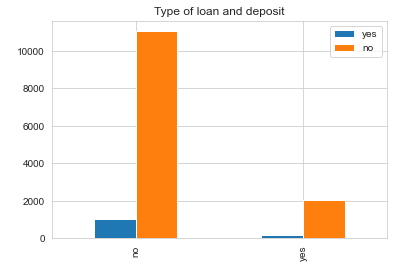 Type of loan and deposit
yes
no
10000
8000
6000
4000
2000
0
no
yes